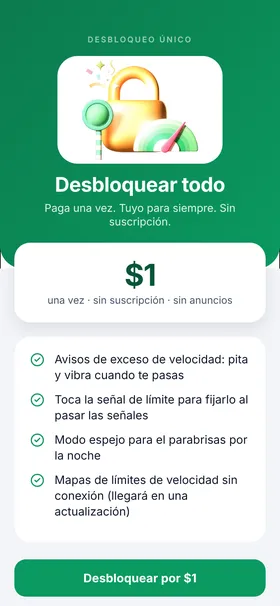 DESBLOQUEO ÚNICO
Desbloquear todo
Paga una vez. Tuyo para siempre. Sin
suscripción.
$1
una vez · sin suscripción · sin anuncios
Avisos de exceso de velocidad: pita
y vibra cuando te pasas
Toca la señal de límite para fijarlo al
pasar las señales
Modo espejo para el parabrisas por
la noche
Mapas de límites de velocidad sin
conexión (llegará en una
actualización)
Desbloquear por $1